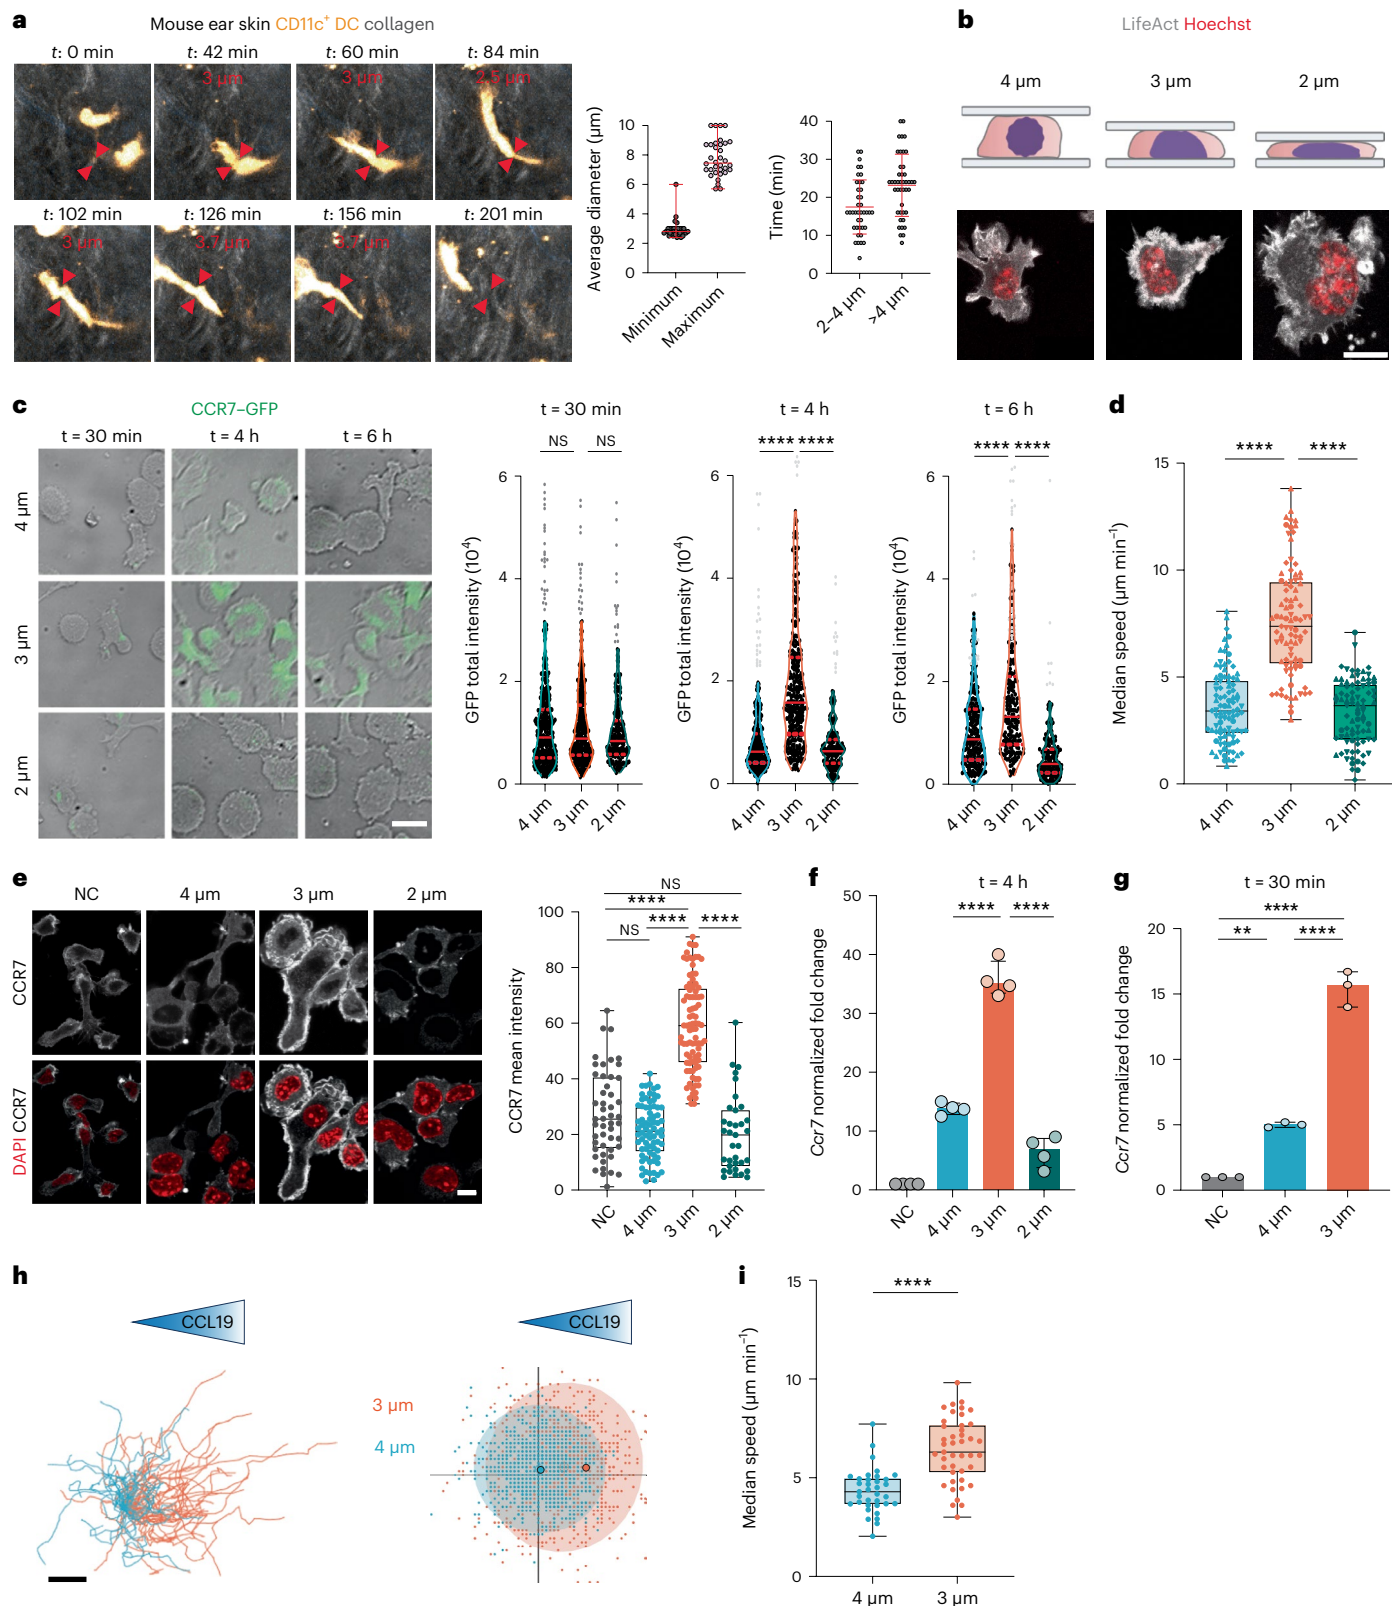 a
Mouse ear skin CD11c+ DC collagen
t: 0 min
t: 42 min
t: 60 min
t: 84 min
3 µm
3 µm
2.5 µm
t: 102 min
t: 126 min
t: 156 min
t: 201 min
3 µm
3.7 µm
3.7 µm
Average diameter (µm)
10
8
6
4
2
0
Minimum
Maximum
Time (min)
40
30
20
10
0
2–4 µm
>4 µm
b
LifeAct Hoechst
4 µm
3 µm
2 µm
c
CCR7–GFP
t = 30 min
t = 4 h
t = 6 h
4 µm
3 µm
2 µm
t = 30 min
NS
NS
GFP total intensity (10⁴)
6
4
2
0
4 µm
3 µm
2 µm
t = 4 h
**** ****
GFP total intensity (10⁴)
6
4
2
0
4 µm
3 µm
2 µm
t = 6 h
**** ****
GFP total intensity (10⁴)
6
4
2
0
4 µm
3 µm
2 µm
d
****
****
Median speed (µm min⁻¹)
15
10
5
0
4 µm
3 µm
2 µm
e
NC
4 µm
3 µm
2 µm
CCR7
DAPI CCR7
NS
****
NS
****
****
CCR7 mean intensity
100
80
60
40
20
0
NC
4 µm
3 µm
2 µm
f
t = 4 h
****
****
Ccr7 normalized fold change
50
40
30
20
10
0
NC
4 µm
3 µm
2 µm
g
t = 30 min
****
**
****
Ccr7 normalized fold change
20
15
10
5
0
NC
4 µm
3 µm
h
CCL19
CCL19
3 µm
4 µm
i
****
Median speed (µm min⁻¹)
15
10
5
0
4 µm
3 µm